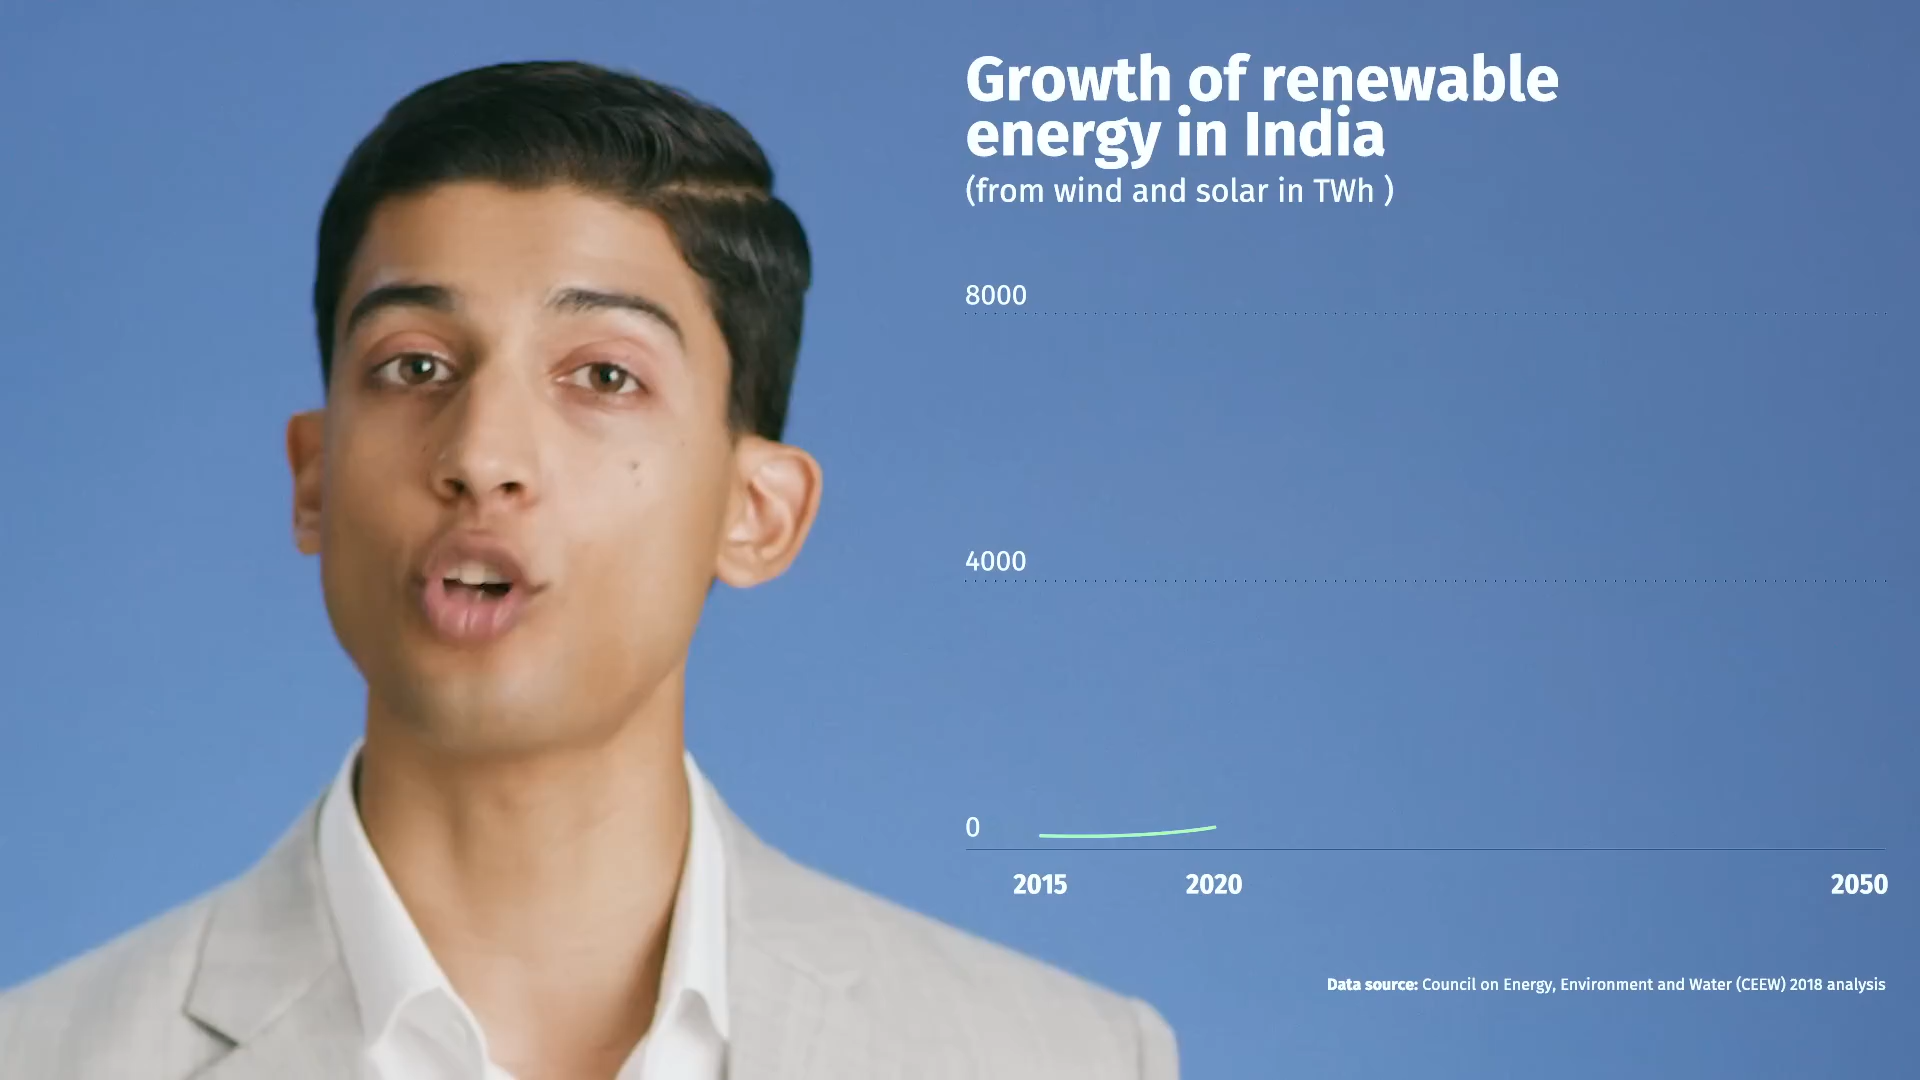 Growth of renewable
energy in India
(from wind and solar in TWh )
8000
4000
0
2015 2020 2050
Data source: Council on Energy, Environment and Water (CEEW) 2018 analysis